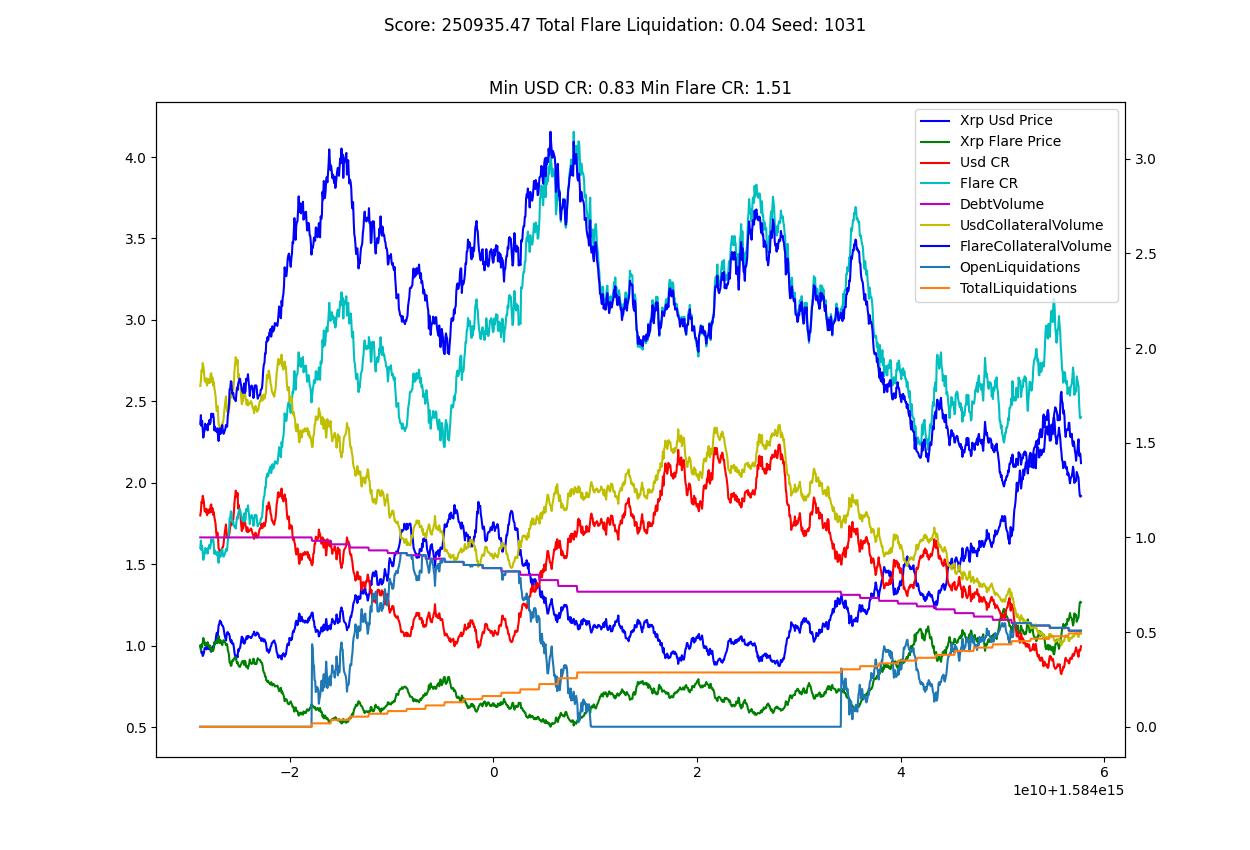 Score: 250935.47 Total Flare Liquidation: 0.04 Seed: 1031
Min USD CR: 0.83 Min Flare CR: 1.51
Xrp Usd Price
Xrp Flare Price
Usd CR
Flare CR
DebtVolume
UsdCollateralVolume
FlareCollateralVolume
OpenLiquidations
TotalLiquidations
4.0
3.5
3.0
2.5
2.0
1.5
1.0
0.5
3.0
2.5
2.0
1.5
1.0
0.5
0.0
−2
0
2
4
6
1e10+1.584e15